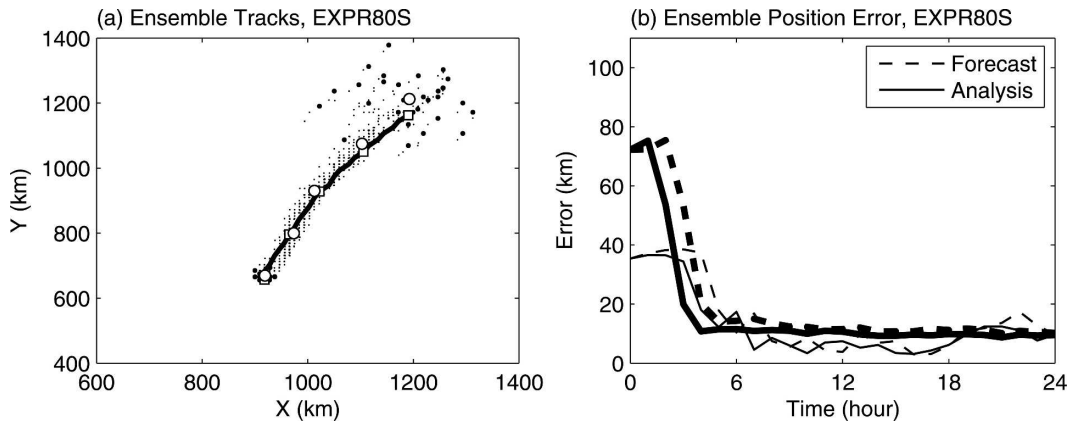 (a) Ensemble Tracks, EXPR80S
1400
1200
1000
800
600
400
Y (km)
600
800
1000
1200
1400
X (km)
(b) Ensemble Position Error, EXPR80S
100
80
60
40
20
0
Error (km)
Forecast
Analysis
0
6
12
18
24
Time (hour)